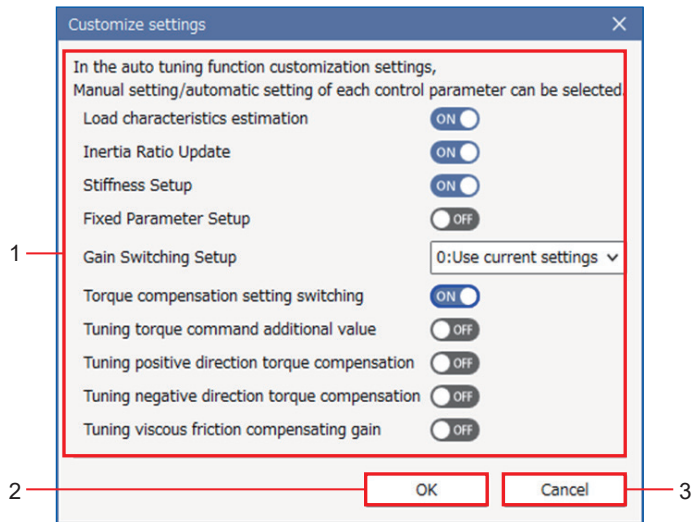 Customize settings
In the auto tuning function customization settings,
Manual setting/automatic setting of each control parameter can be selected.
Load characteristics estimation ON
Inertia Ratio Update ON
Stiffness Setup ON
Fixed Parameter Setup OFF
1
Gain Switching Setup 0:Use current settings
Torque compensation setting switching ON
Tuning torque command additional value OFF
Tuning positive direction torque compensation OFF
Tuning negative direction torque compensation OFF
Tuning viscous friction compensating gain OFF
2 OK Cancel 3